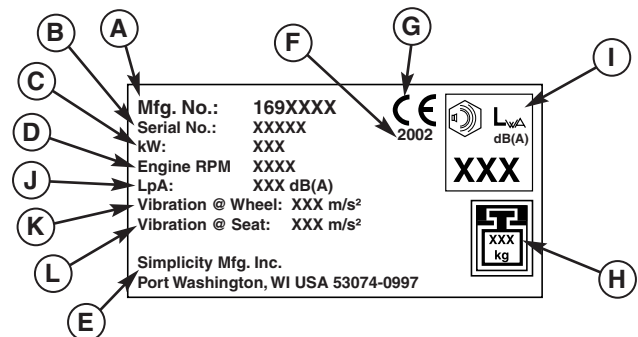 A
B
C
D
J
K
L
E
F
G
I
H
Mfg. No.: 169XXXX
Serial No.: XXXXX
kW: XXX
Engine RPM XXXX
LpA: XXX dB(A)
Vibration @ Wheel: XXX m/s²
Vibration @ Seat: XXX m/s²
Simplicity Mfg. Inc.
Port Washington, WI USA 53074-0997
CE
2002
LWA
dB(A)
XXX
XXX
kg